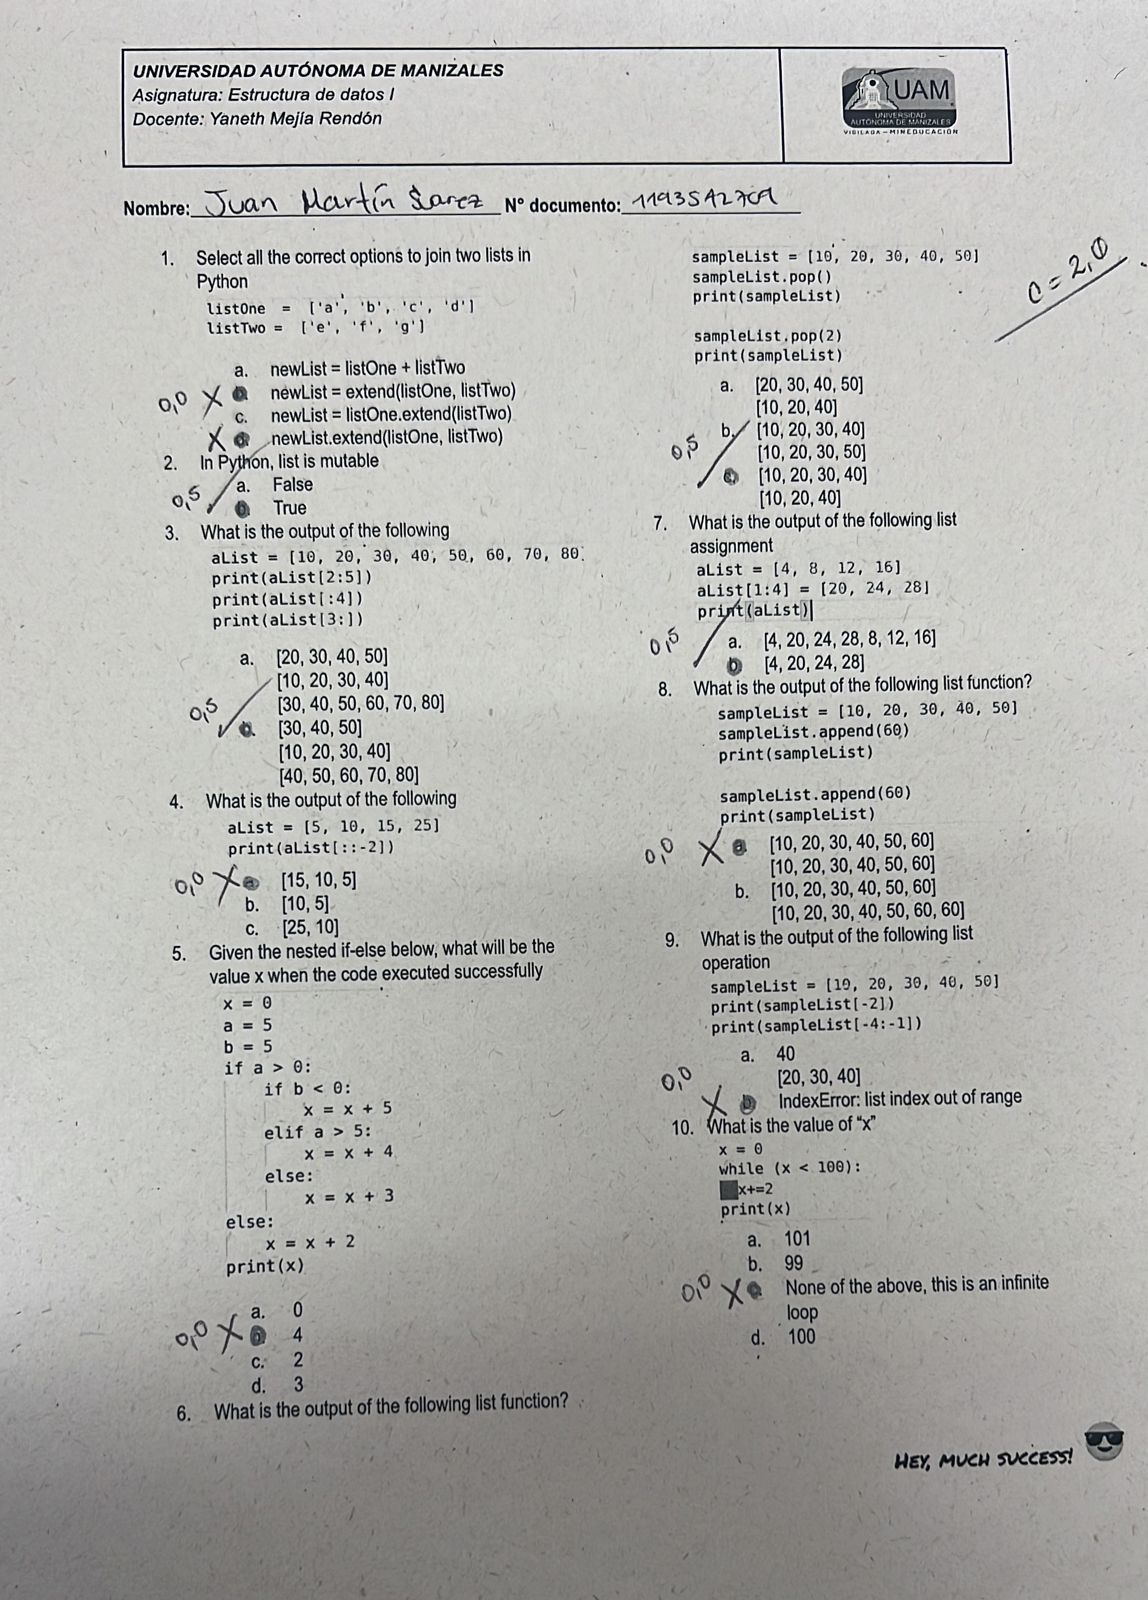 UNIVERSIDAD AUTÓNOMA DE MANIZALES
Asignatura: Estructura de datos I
Docente: Yaneth Mejía Rendón
UAM
UNIVERSIDAD
AUTÓNOMA DE MANIZALES
VIGILADA - MINEDUCACIÓN
Nombre: Juan Martín Nº documento:
1. Select all the correct options to join two lists in
Python
listOne = ['a', 'b', 'c', 'd']
listTwo = ['e', 'f', 'g']
a. newList = listOne + listTwo
0,0 X newList = extend(listOne, listTwo)
c. newList = listOne.extend(listTwo)
X newList.extend(listOne, listTwo)
2. In Python, list is mutable
a. False
0,5 b. True
3. What is the output of the following
aList = [10, 20, 30, 40, 50, 60, 70, 80]
print(aList[2:5])
print(aList[:4])
print(aList[3:])
a. [20, 30, 40, 50]
[10, 20, 30, 40]
[30, 40, 50, 60, 70, 80]
0,5 b. [30, 40, 50]
[10, 20, 30, 40]
[40, 50, 60, 70, 80]
4. What is the output of the following
aList = [5, 10, 15, 25]
print(aList[::-2])
0,0 X a. [15, 10, 5]
b. [10, 5]
c. [25, 10]
5. Given the nested if-else below, what will be the
value x when the code executed successfully
x = 0
a = 5
b = 5
if a > 0:
if b < 0:
x = x + 5
elif a > 5:
x = x + 4
else:
x = x + 3
else:
x = x + 2
print(x)
a. 0
0,0 X b. 4
c. 2
d. 3
6. What is the output of the following list function?
sampleList = [10, 20, 30, 40, 50]
sampleList.pop()
print(sampleList)
sampleList.pop(2)
print(sampleList)
C = 2,0
a. [20, 30, 40, 50]
[10, 20, 40]
b. [10, 20, 30, 40]
0,5 [10, 20, 30, 50]
c. [10, 20, 30, 40]
[10, 20, 40]
7. What is the output of the following list
assignment
aList = [4, 8, 12, 16]
aList[1:4] = [20, 24, 28]
print(aList)
0,5 a. [4, 20, 24, 28, 8, 12, 16]
b [4, 20, 24, 28]
8. What is the output of the following list function?
sampleList = [10, 20, 30, 40, 50]
sampleList.append(60)
print(sampleList)
sampleList.append(60)
print(sampleList)
0,0 X a. [10, 20, 30, 40, 50, 60]
[10, 20, 30, 40, 50, 60]
b. [10, 20, 30, 40, 50, 60]
[10, 20, 30, 40, 50, 60, 60]
9. What is the output of the following list
operation
sampleList = [10, 20, 30, 40, 50]
print(sampleList[-2])
print(sampleList[-4:-1])
a. 40
0,0 [20, 30, 40]
X b IndexError: list index out of range
10. What is the value of “x”
x = 0
while (x < 100):
x+=2
print(x)
a. 101
b. 99
0,0 X None of the above, this is an infinite
loop
d. 100
HEY, MUCH SUCCESS!